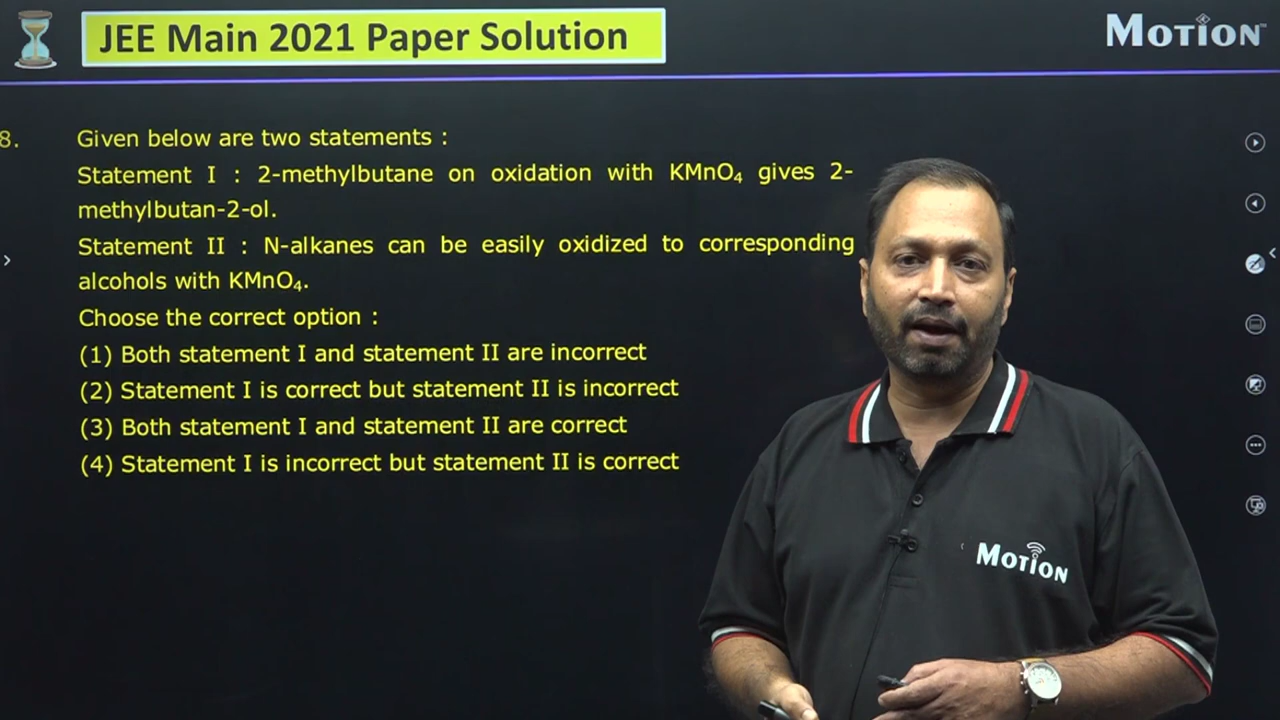 JEE Main 2021 Paper Solution
MOTION™
8. Given below are two statements :
Statement I : 2-methylbutane on oxidation with KMnO₄ gives 2-
methylbutan-2-ol.
Statement II : N-alkanes can be easily oxidized to corresponding
alcohols with KMnO₄.
Choose the correct option :
(1) Both statement I and statement II are incorrect
(2) Statement I is correct but statement II is incorrect
(3) Both statement I and statement II are correct
(4) Statement I is incorrect but statement II is correct
MOTION